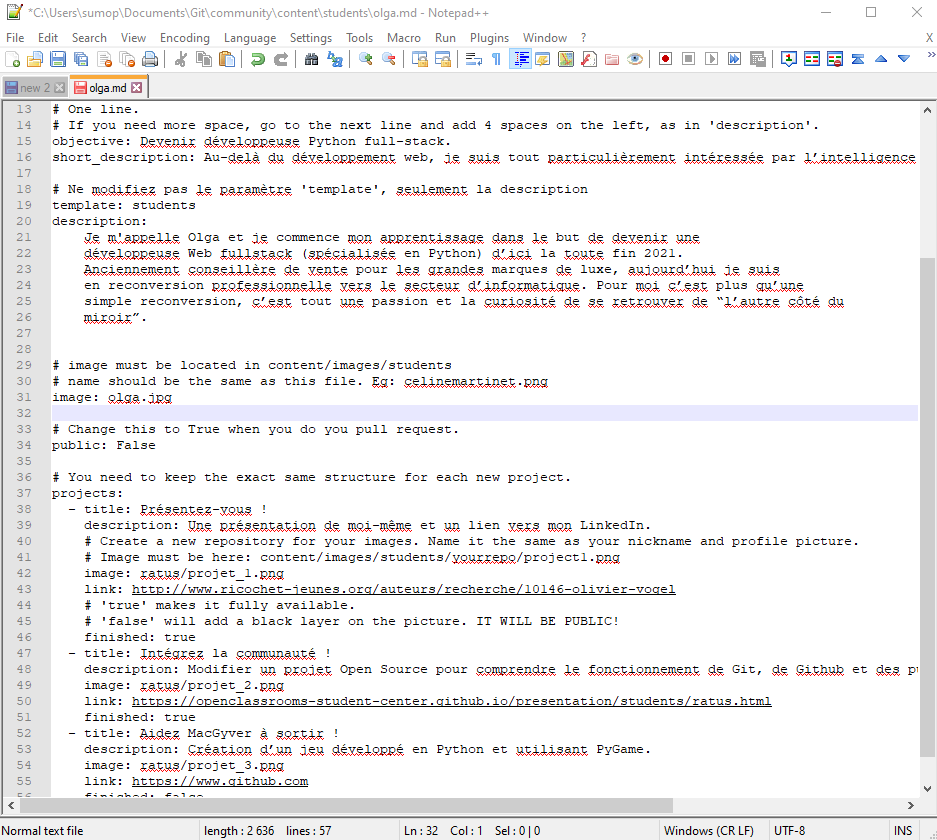 *C:\Users\sumop\Documents\Git\community\content\students\olga.md - Notepad++
File Edit Search View Encoding Language Settings Tools Macro Run Plugins Window ? X
new 2 olga.md
13 # One line.
14 # If you need more space, go to the next line and add 4 spaces on the left, as in 'description'.
15 objective: Devenir développeuse Python full-stack.
16 short_description: Au-delà du développement web, je suis tout particulièrement intéressée par l’intelligence
17
18 # Ne modifiez pas le paramètre 'template', seulement la description
19 template: students
20 description:
21 Je m'appelle Olga et je commence mon apprentissage dans le but de devenir une
22 développeuse Web fullstack (spécialisée en Python) d’ici la toute fin 2021.
23 Anciennement conseillère de vente pour les grandes marques de luxe, aujourd’hui je suis
24 en reconversion professionnelle vers le secteur d’informatique. Pour moi c’est plus qu’une
25 simple reconversion, c’est tout une passion et la curiosité de se retrouver de “l’autre côté du
26 miroir”.
27
28
29 # image must be located in content/images/students
30 # name should be the same as this file. Eg: celinemartinet.png
31 image: olga.jpg
32
33 # Change this to True when you do you pull request.
34 public: False
35
36 # You need to keep the exact same structure for each new project.
37 projects:
38 - title: Présentez-vous !
39 description: Une présentation de moi-même et un lien vers mon LinkedIn.
40 # Create a new repository for your images. Name it the same as your nickname and profile picture.
41 # Image must be here: content/images/students/yourrepo/project1.png
42 image: ratus/projet_1.png
43 link: http://www.ricochet-jeunes.org/auteurs/recherche/10146-olivier-vogel
44 # 'true' makes it fully available.
45 # 'false' will add a black layer on the picture. IT WILL BE PUBLIC!
46 finished: true
47 - title: Intégrez la communauté !
48 description: Modifier un projet Open Source pour comprendre le fonctionnement de Git, de Github et des
49 image: ratus/projet_2.png
50 link: https://openclassrooms-student-center.github.io/presentation/students/ratus.html
51 finished: true
52 - title: Aidez MacGyver à sortir !
53 description: Création d’un jeu développé en Python et utilisant PyGame.
54 image: ratus/projet_3.png
55 link: https://www.github.com
56 finished: false
Normal text file length : 2 636 lines : 57 Ln : 32 Col : 1 Sel : 0 | 0 Windows (CR LF) UTF-8 INS